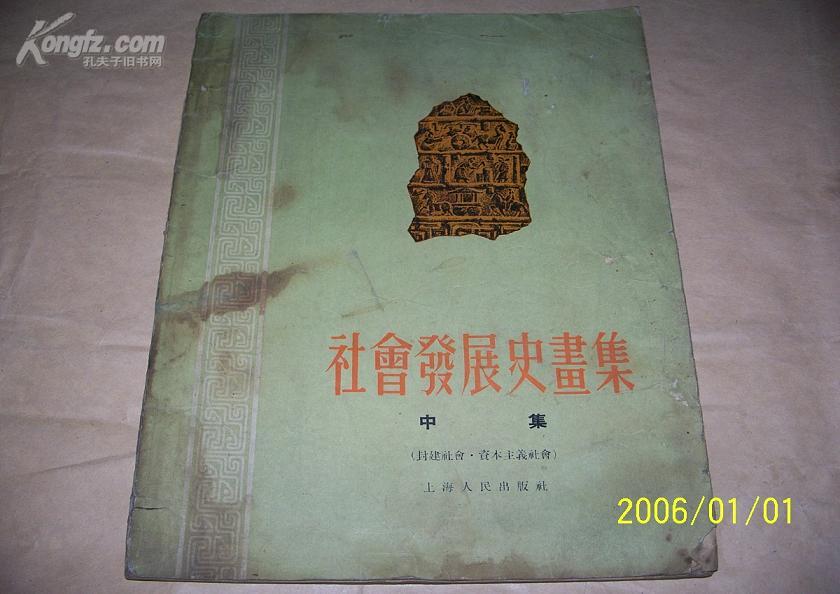 Kongfz.com
孔夫子旧书网
社會發展史畫集
中 集
(封建社會·資本主義社會)
上海人民出版社
2006/01/01